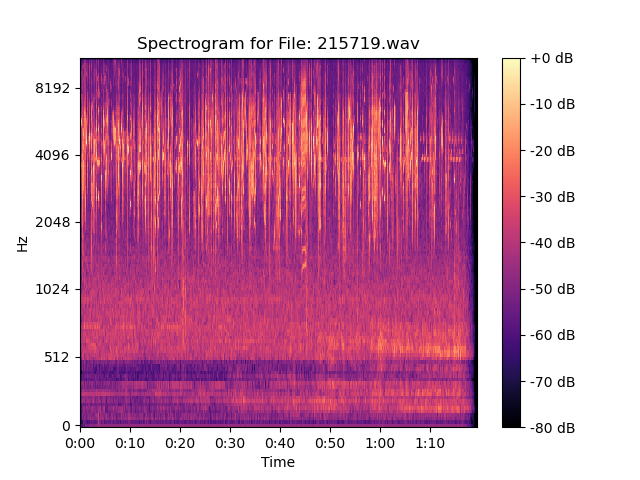 Spectrogram for File: 215719.wav
Hz
8192
4096
2048
1024
512
0
0:00 0:10 0:20 0:30 0:40 0:50 1:00 1:10
Time
+0 dB
-10 dB
-20 dB
-30 dB
-40 dB
-50 dB
-60 dB
-70 dB
-80 dB